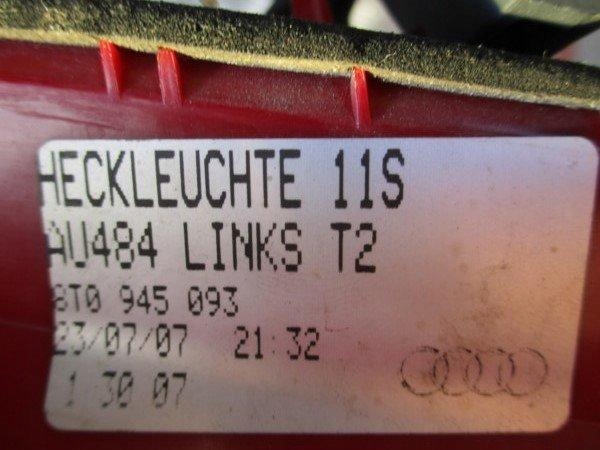 HECKLEUCHTE 11S
AU484 LINKS T2
8T0 945 093
23/07/07 21:32
1 30 07